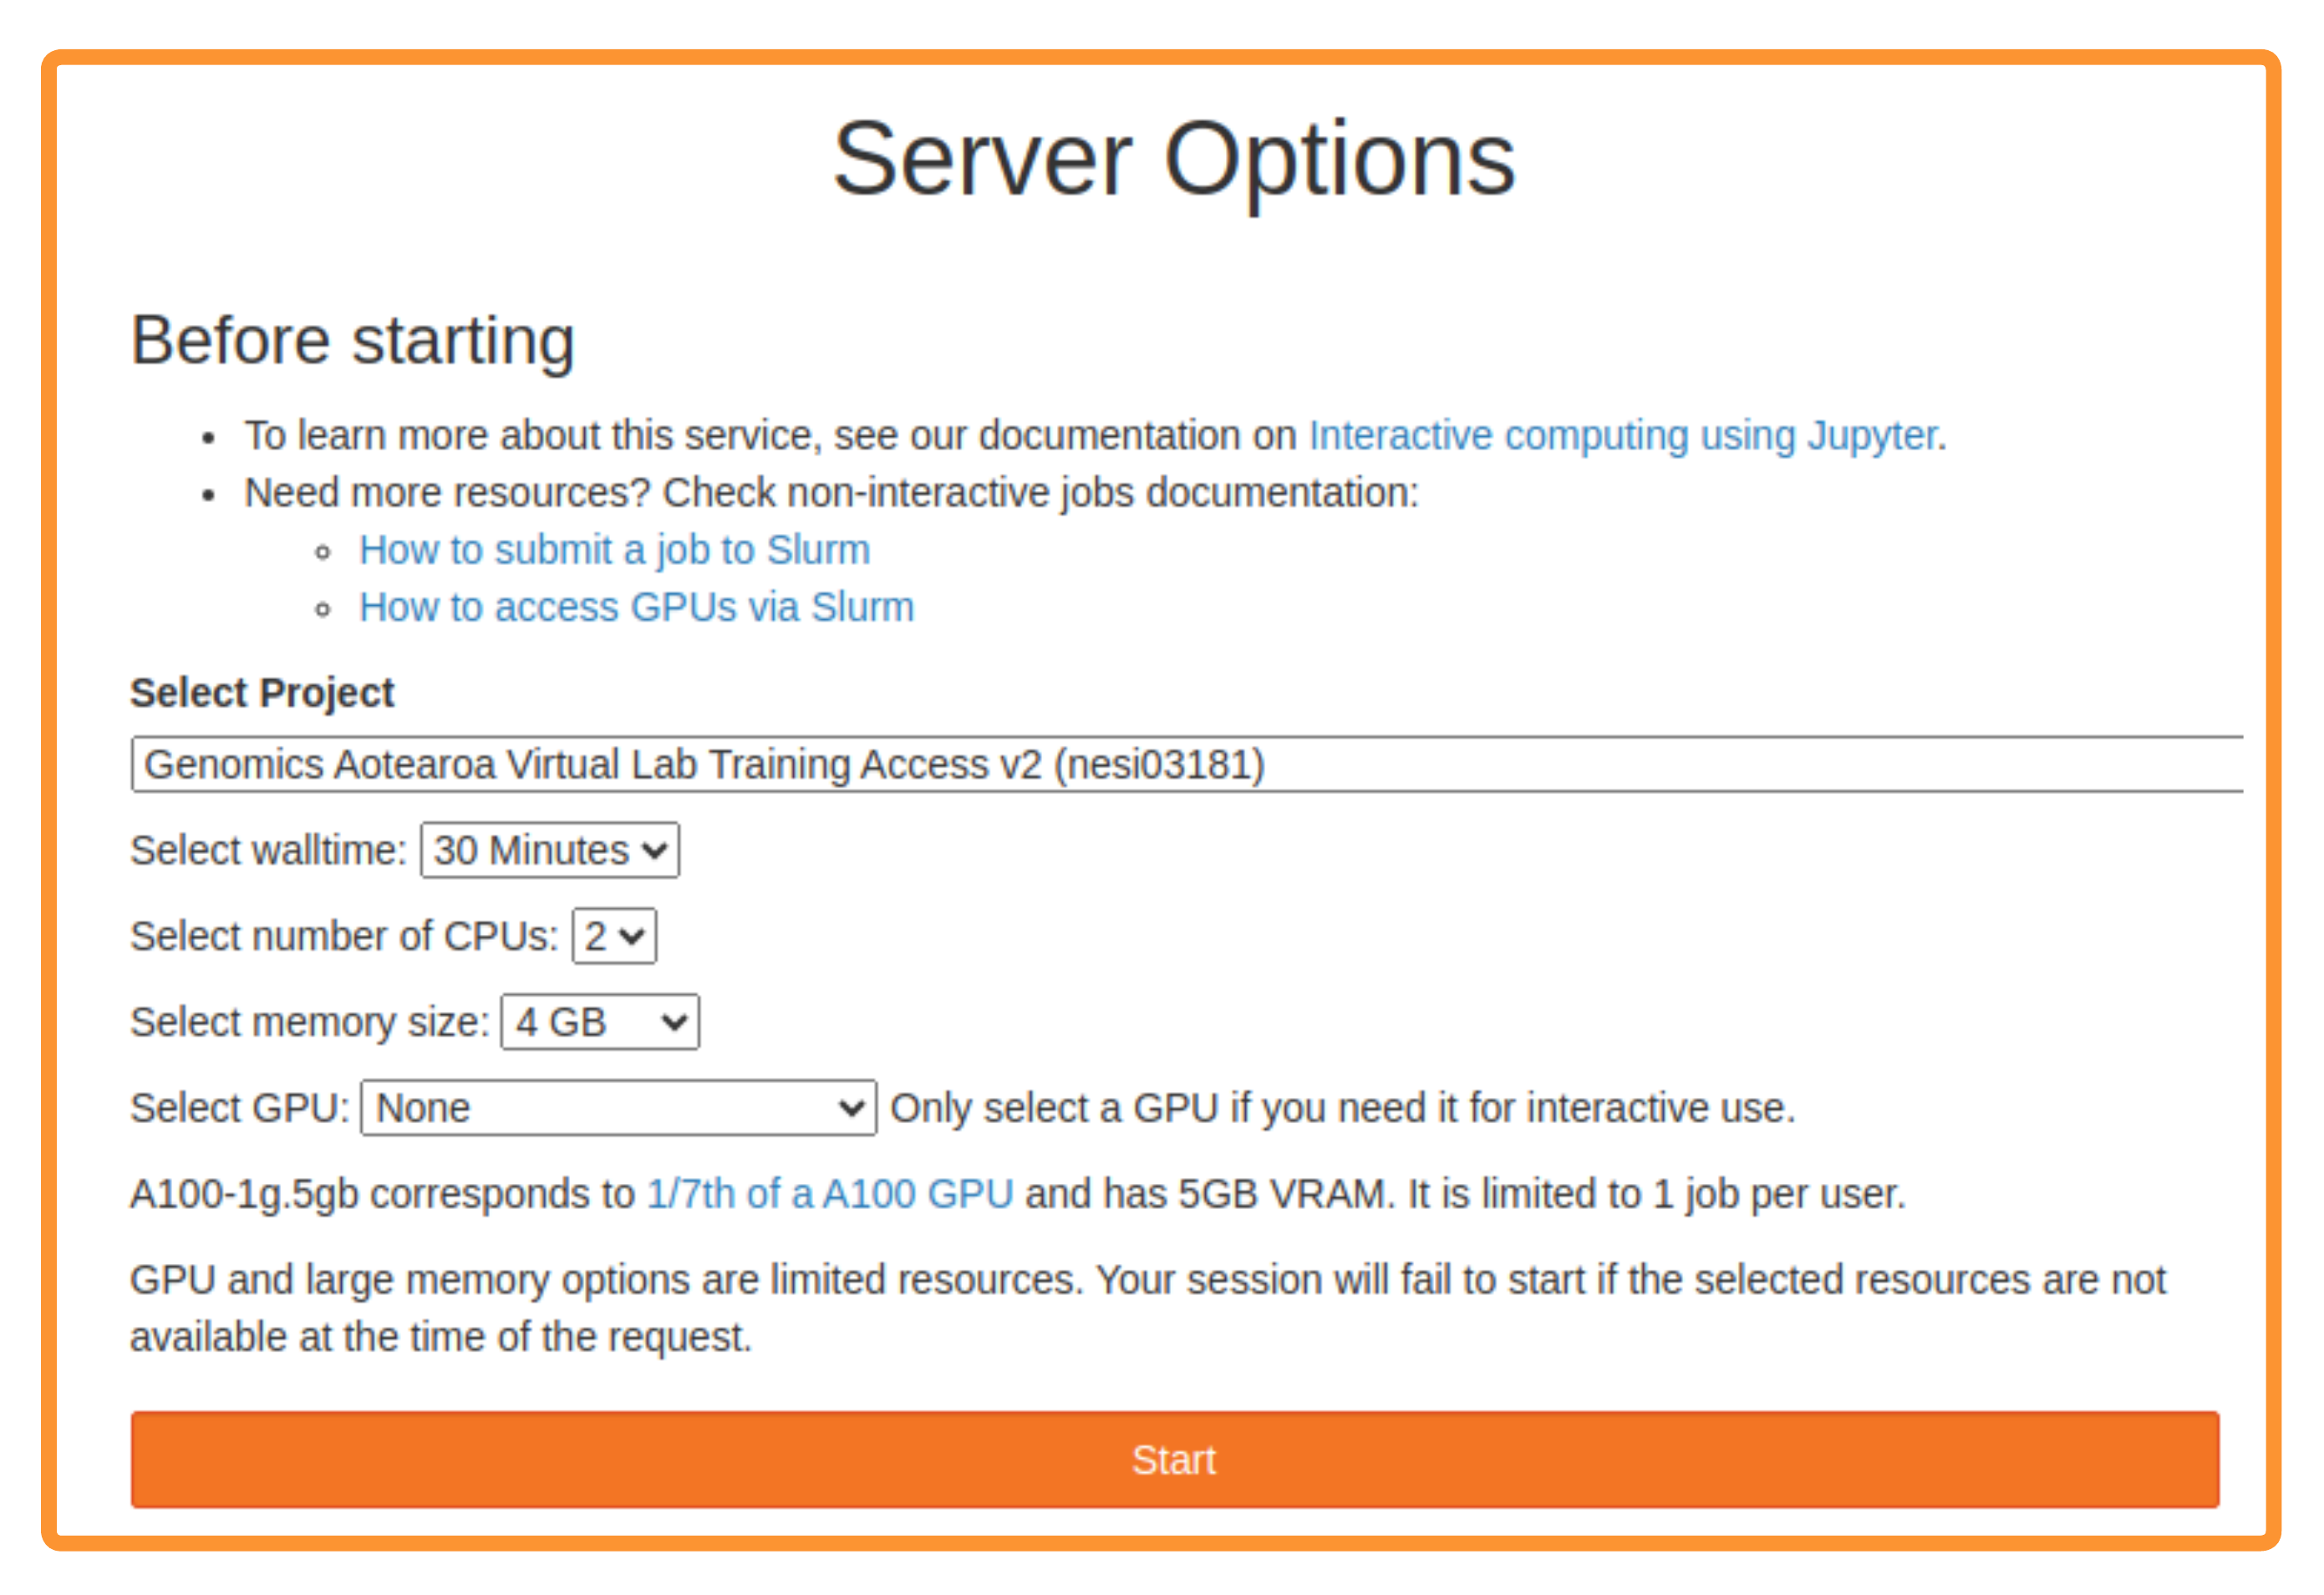 Server Options
Before starting
• To learn more about this service, see our documentation on Interactive computing using Jupyter.
• Need more resources? Check non-interactive jobs documentation:
◦ How to submit a job to Slurm
◦ How to access GPUs via Slurm
Select Project
Genomics Aotearoa Virtual Lab Training Access v2 (nesi03181)
Select walltime: 30 Minutes
Select number of CPUs: 2
Select memory size: 4 GB
Select GPU: None Only select a GPU if you need it for interactive use.
A100-1g.5gb corresponds to 1/7th of a A100 GPU and has 5GB VRAM. It is limited to 1 job per user.
GPU and large memory options are limited resources. Your session will fail to start if the selected resources are not
available at the time of the request.
Start